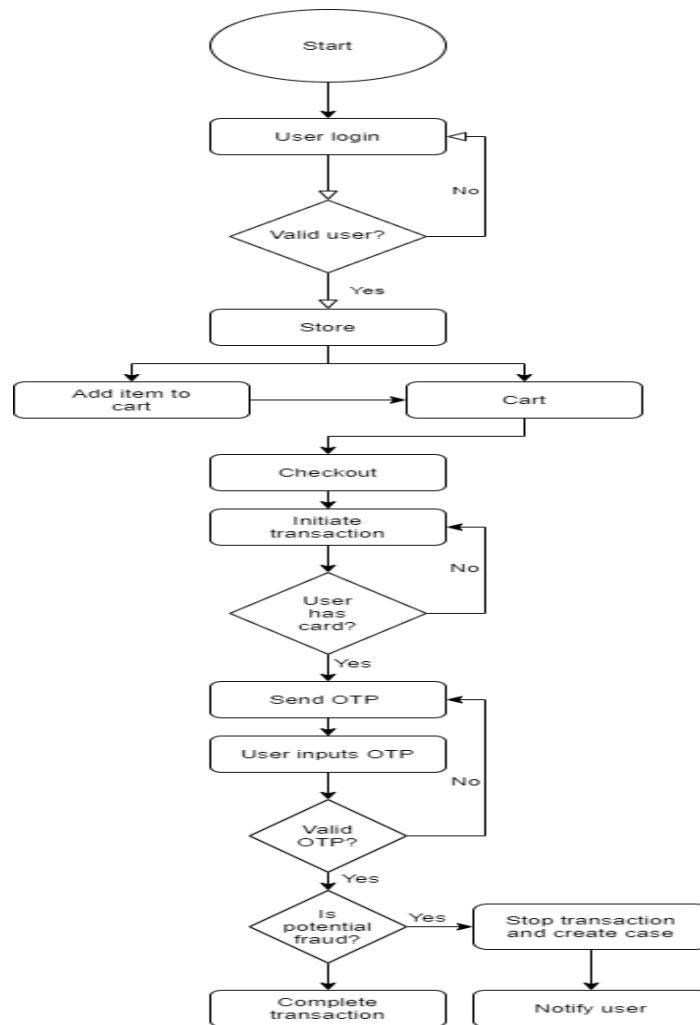 Start
User login
No
Valid user?
Yes
Store
Add item to
cart
Cart
Checkout
Initiate
transaction
No
User
has
card?
Yes
Send OTP
User inputs OTP
No
Valid
OTP?
Yes
Is
potential
fraud?
Yes
Stop transaction
and create case
Complete
transaction
Notify user